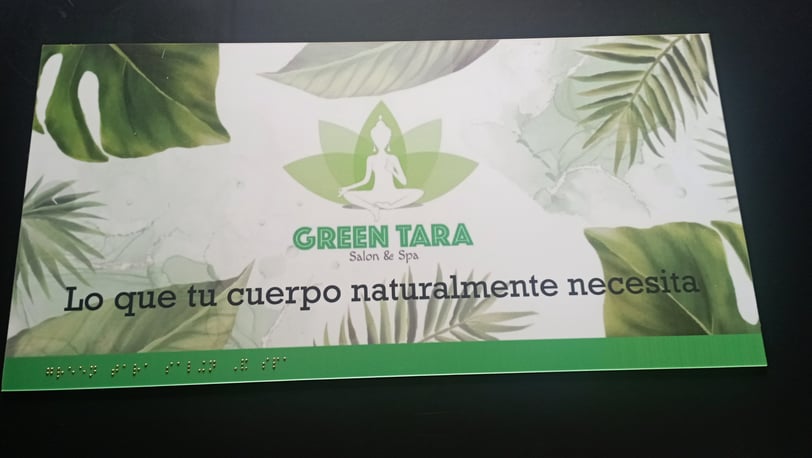 GREEN TARA
Salon & Spa
Lo que tu cuerpo naturalmente necesita